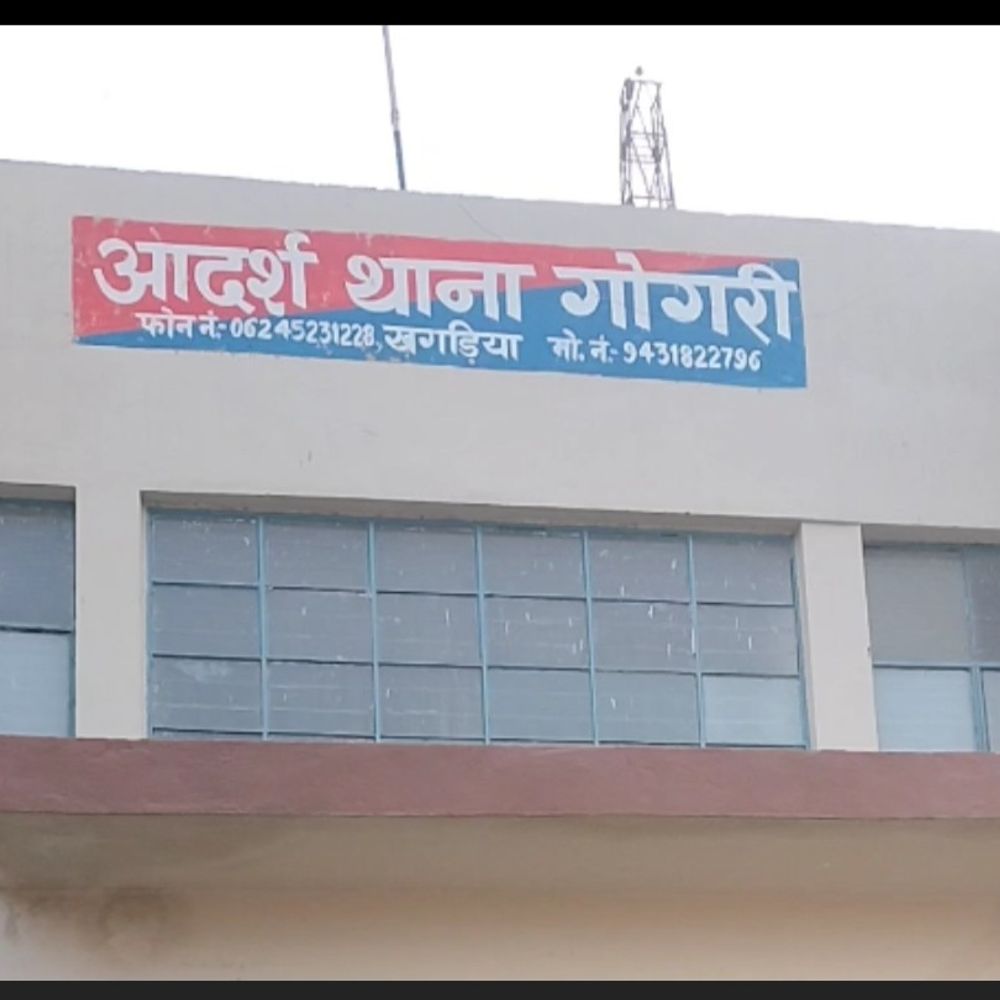 आदर्श थाना गोगरी
फोन नं:- 06245231228, खगड़िया मो. नं:- 9431822796